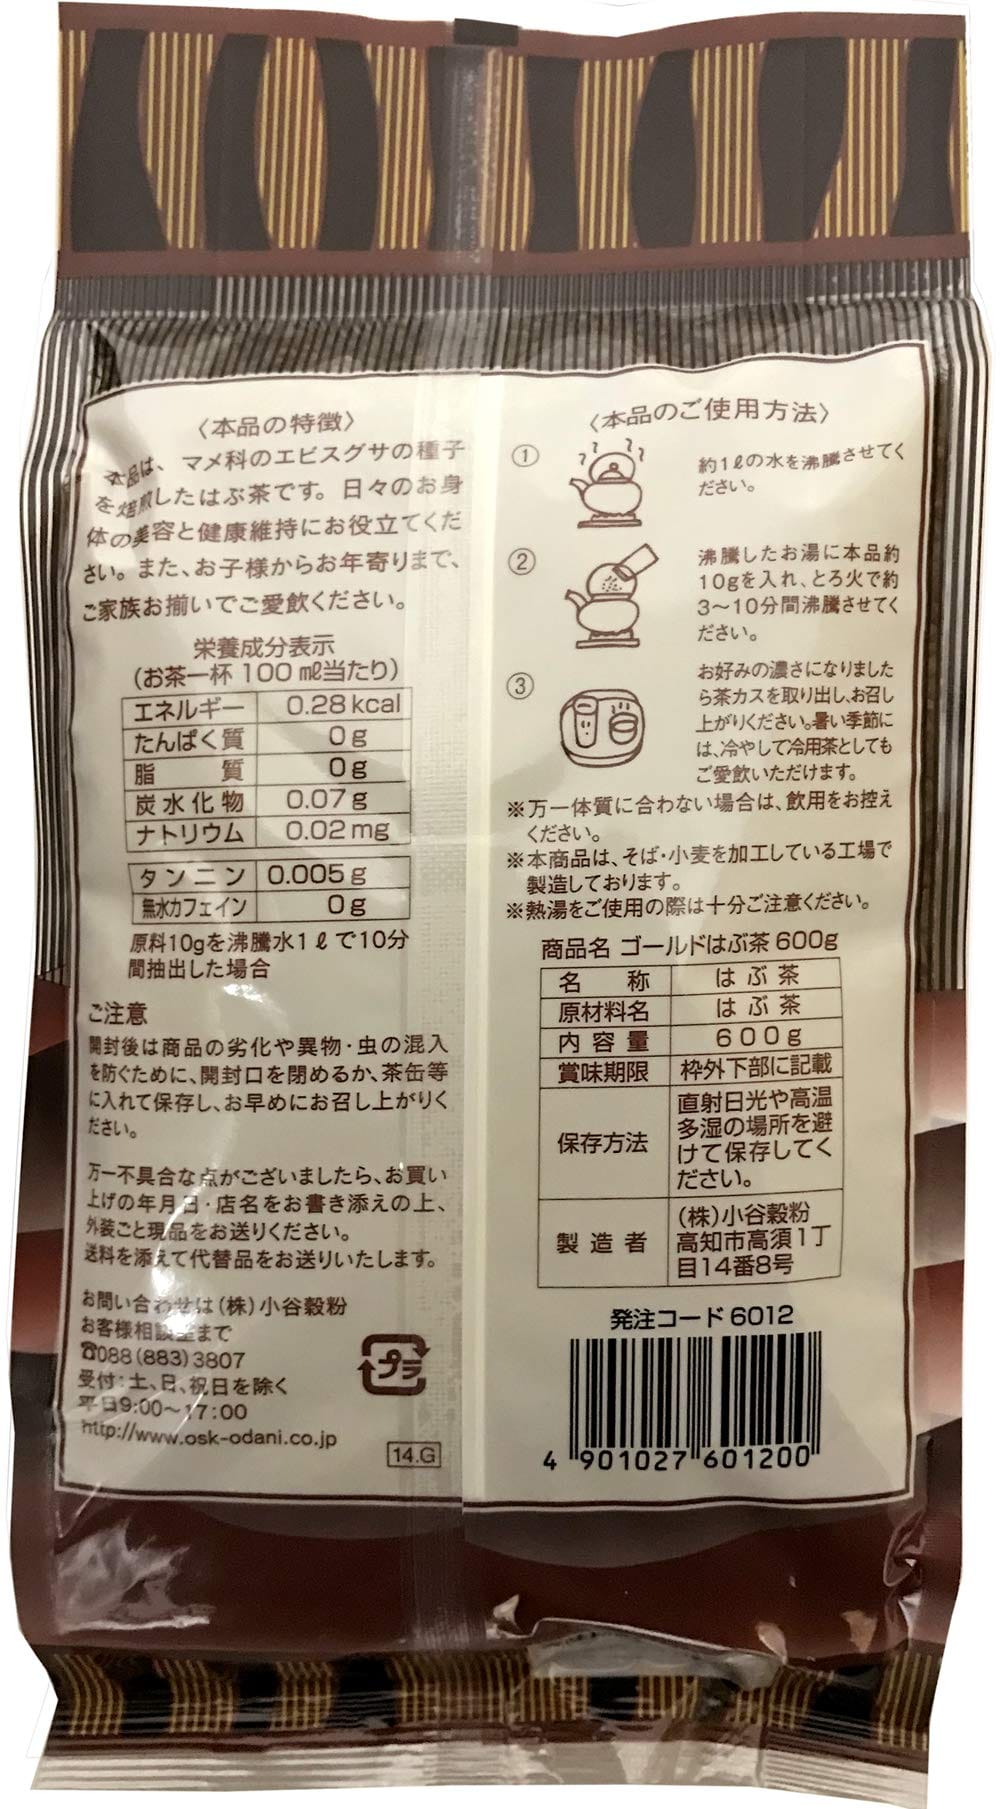 〈本品の特徴〉
本品は、マメ科のエビスグサの種子
を焙煎したはぶ茶です。日々のお身
体の美容と健康維持にお役立てくだ
さい。また、お子様からお年寄りまで、
ご家族お揃いでご愛飲ください。
栄養成分表示
(お茶一杯 100 ㎖当たり)
エネルギー 0.28 kcal
たんぱく質 0 g
脂 質 0 g
炭水化物 0.07 g
ナトリウム 0.02 mg
タンニン 0.005 g
無水カフェイン 0 g
原料10gを沸騰水1ℓで10分
間抽出した場合
ご注意
開封後は商品の劣化や異物・虫の混入
を防ぐために、開封口を閉めるか、茶缶等
に入れて保存し、お早めにお召し上がりく
ださい。
万一不具合な点がございましたら、お買い
上げの年月日・店名をお書き添えの上、
外装ごと現品をお送りください。
送料を添えて代替品をお送りいたします。
お問い合わせは(株)小谷穀粉
お客様相談室まで
☎088(883)3807
受付:土、日、祝日を除く
平日9:00〜17:00
http://www.osk-odani.co.jp
プラ
14.G
〈本品のご使用方法〉
①
約1ℓの水を沸騰させてく
ださい。
②
沸騰したお湯に本品約
10gを入れ、とろ火で約
3〜10分間沸騰させてく
ださい。
③
お好みの濃さになりました
ら茶カスを取り出し、お召し
上がりください。暑い季節に
は、冷やして冷用茶としても
ご愛飲いただけます。
※万一体質に合わない場合は、飲用をお控え
ください。
※本商品は、そば・小麦を加工している工場で
製造しております。
※熱湯をご使用の際は十分ご注意ください。
商品名 ゴールドはぶ茶 600g
名 称 はぶ茶
原材料名 はぶ茶
内容量 600g
賞味期限 枠外下部に記載
保存方法 直射日光や高温
多湿の場所を避
けて保存してく
ださい。
製造者 (株)小谷穀粉
高知市高須1丁
目14番8号
発注コード 6012
4 901027 601200